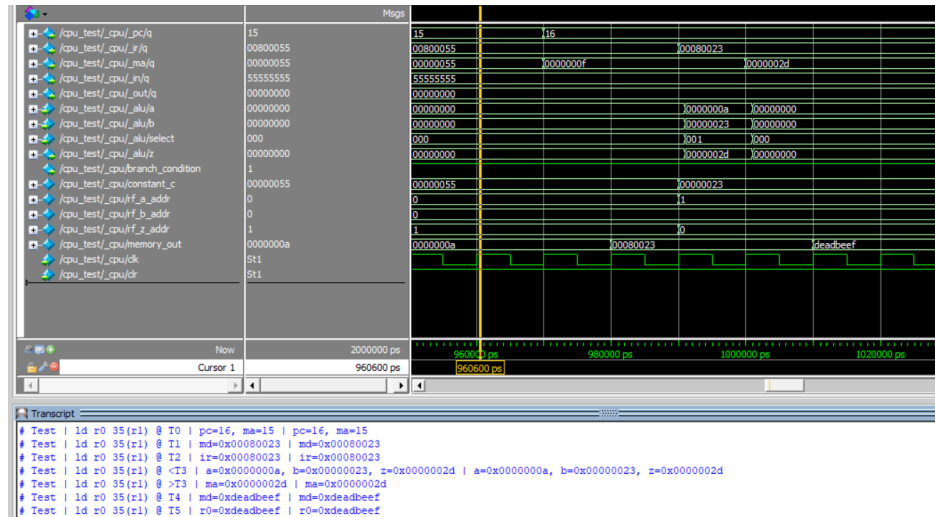 Msgs
/cpu_test/_cpu/_pc/q 15 15 16
/cpu_test/_cpu/_ir/q 00800055 00800055 00080023
/cpu_test/_cpu/_ma/q 00000055 00000055 0000000f 0000002d
/cpu_test/_cpu/_in/q 55555555 55555555
/cpu_test/_cpu/_out/q 00000000 00000000
/cpu_test/_cpu/_alu/a 00000000 00000000 0000000a 00000000
/cpu_test/_cpu/_alu/b 00000000 00000000 00000023 00000000
/cpu_test/_cpu/_alu/select 000 000 001 000
/cpu_test/_cpu/_alu/z 00000000 00000000 0000002d 00000000
/cpu_test/_cpu/branch_condition 1
/cpu_test/_cpu/constant_c 00000055 00000055 00000023
/cpu_test/_cpu/rf_a_addr 0 0 1
/cpu_test/_cpu/rf_b_addr 0 0
/cpu_test/_cpu/rf_z_addr 1 1 0
/cpu_test/_cpu/memory_out 0000000a 0000000a 00080023 deadbeef
/cpu_test/_cpu/clk St1
/cpu_test/_cpu/clr St1
Now 2000000 ps 960000 ps 980000 ps 1000000 ps 1020000 ps
Cursor 1 960600 ps 960600 ps
Transcript
# Test | ld r0 35(r1) @ T0 | pc=16, ma=15 | pc=16, ma=15
# Test | ld r0 35(r1) @ T1 | md=0x00080023 | md=0x00080023
# Test | ld r0 35(r1) @ T2 | ir=0x00080023 | ir=0x00080023
# Test | ld r0 35(r1) @ <T3 | a=0x0000000a, b=0x00000023, z=0x0000002d | a=0x0000000a, b=0x00000023, z=0x0000002d
# Test | ld r0 35(r1) @ >T3 | ma=0x0000002d | ma=0x0000002d
# Test | ld r0 35(r1) @ T4 | md=0xdeadbeef | md=0xdeadbeef
# Test | ld r0 35(r1) @ T5 | r0=0xdeadbeef | r0=0xdeadbeef